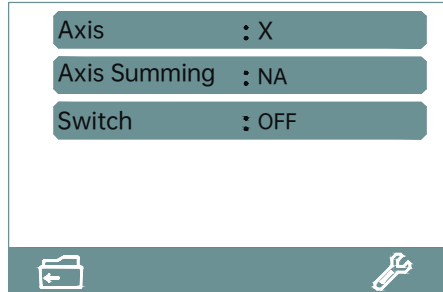 Axis : X
Axis Summing : NA
Switch : OFF